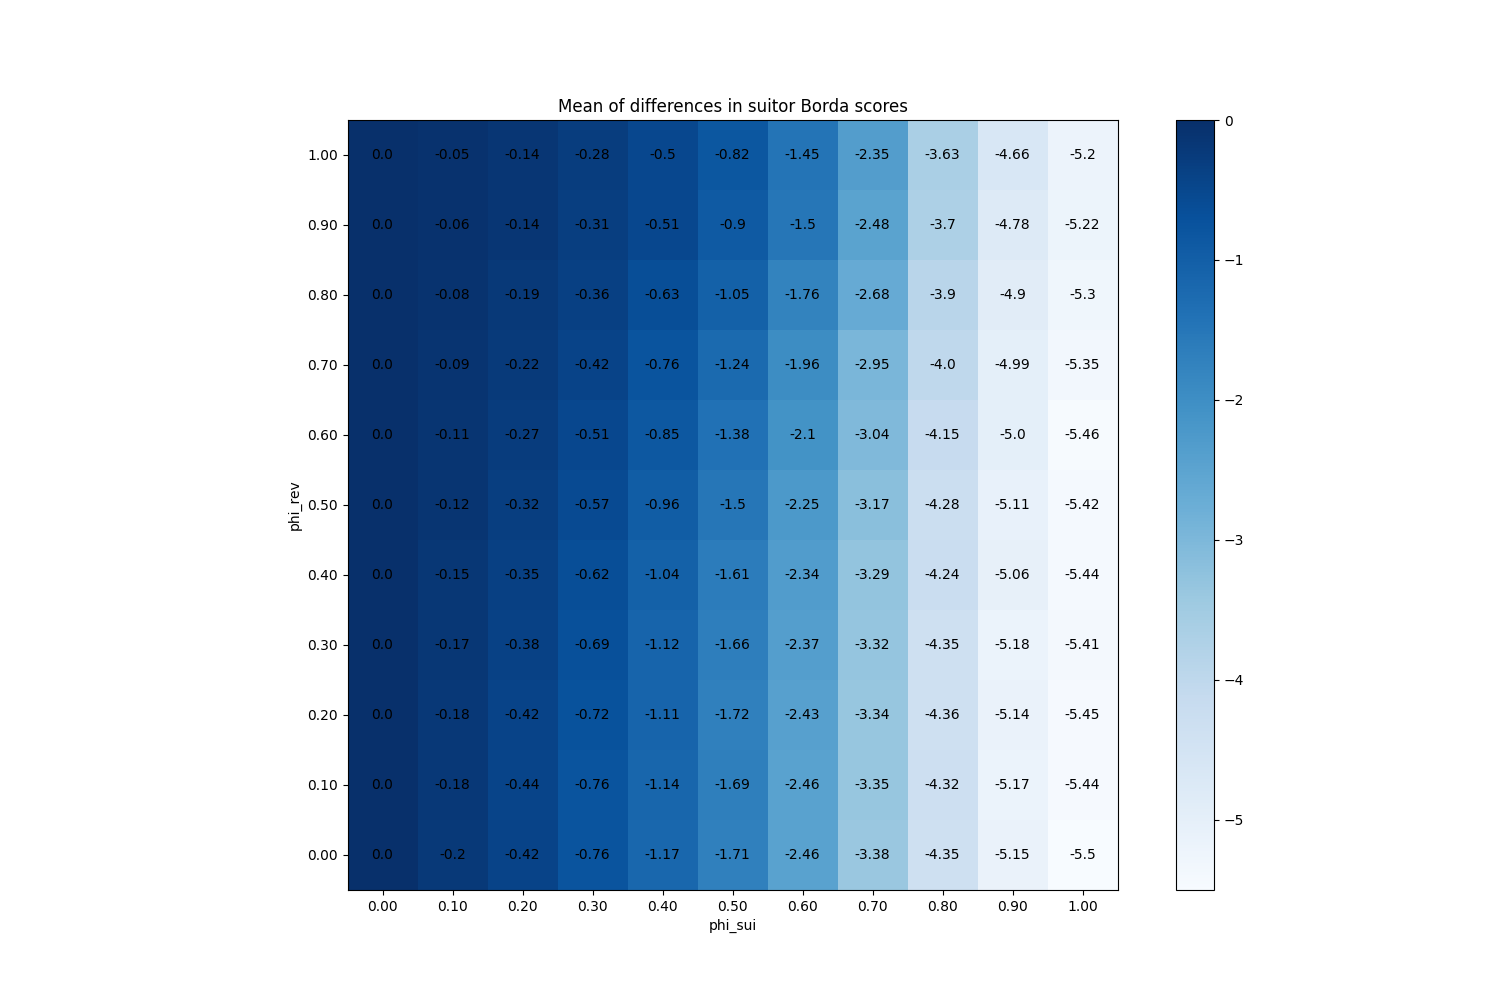 Mean of differences in suitor Borda scores
1.00 0.0 -0.05 -0.14 -0.28 -0.5 -0.82 -1.45 -2.35 -3.63 -4.66 -5.2
0.90 0.0 -0.06 -0.14 -0.31 -0.51 -0.9 -1.5 -2.48 -3.7 -4.78 -5.22
0.80 0.0 -0.08 -0.19 -0.36 -0.63 -1.05 -1.76 -2.68 -3.9 -4.9 -5.3
0.70 0.0 -0.09 -0.22 -0.42 -0.76 -1.24 -1.96 -2.95 -4.0 -4.99 -5.35
0.60 0.0 -0.11 -0.27 -0.51 -0.85 -1.38 -2.1 -3.04 -4.15 -5.0 -5.46
phi_rev
0.50 0.0 -0.12 -0.32 -0.57 -0.96 -1.5 -2.25 -3.17 -4.28 -5.11 -5.42
0.40 0.0 -0.15 -0.35 -0.62 -1.04 -1.61 -2.34 -3.29 -4.24 -5.06 -5.44
0.30 0.0 -0.17 -0.38 -0.69 -1.12 -1.66 -2.37 -3.32 -4.35 -5.18 -5.41
0.20 0.0 -0.18 -0.42 -0.72 -1.11 -1.72 -2.43 -3.34 -4.36 -5.14 -5.45
0.10 0.0 -0.18 -0.44 -0.76 -1.14 -1.69 -2.46 -3.35 -4.32 -5.17 -5.44
0.00 0.0 -0.2 -0.42 -0.76 -1.17 -1.71 -2.46 -3.38 -4.35 -5.15 -5.5
0.00 0.10 0.20 0.30 0.40 0.50 0.60 0.70 0.80 0.90 1.00
phi_sui
0
−1
−2
−3
−4
−5